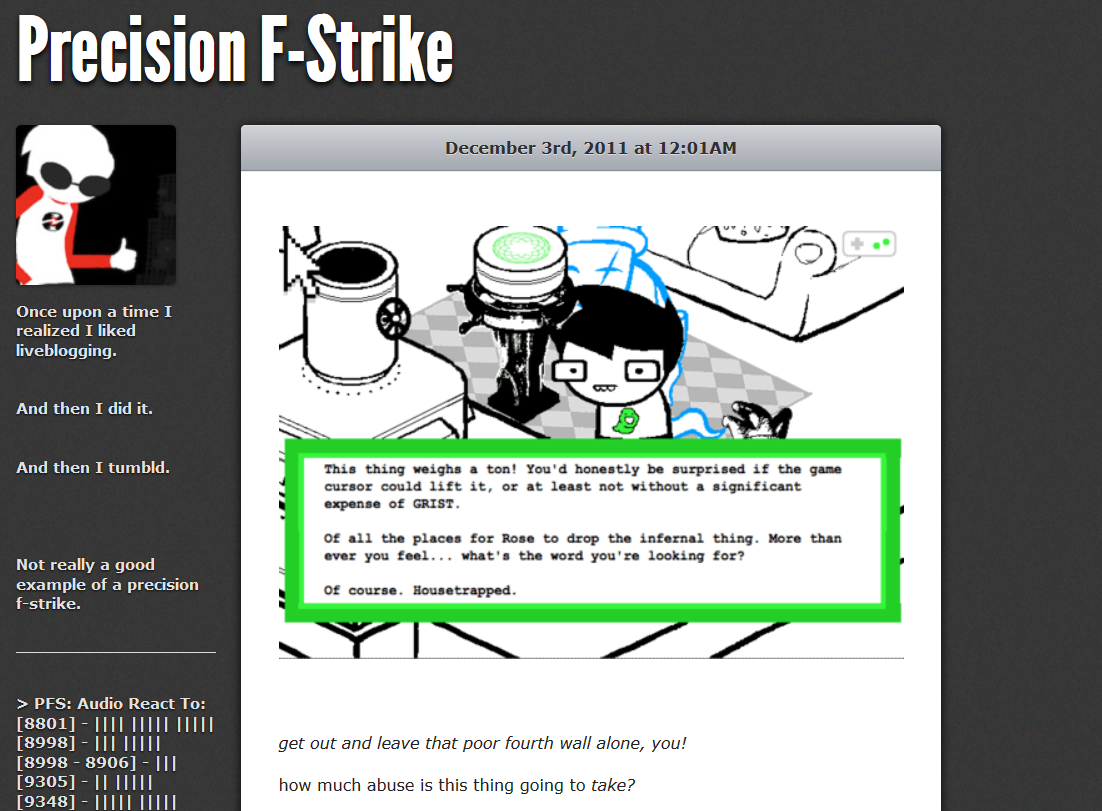 Precision F-Strike
December 3rd, 2011 at 12:01AM
Once upon a time I
realized I liked
liveblogging.
And then I did it.
And then I tumbld.
Not really a good
example of a precision
f-strike.
> PFS: Audio React To:
[8801] - |||| ||||| |||||
[8998] - ||| |||||
[8998 - 8906] - |||
[9305] - || |||||
[9348] - ||||| |||||
This thing weighs a ton! You'd honestly be surprised if the game
cursor could lift it, or at least not without a significant
expense of GRIST.
Of all the places for Rose to drop the infernal thing. More than
ever you feel... what's the word you're looking for?
Of course. Housetrapped.
get out and leave that poor fourth wall alone, you!
how much abuse is this thing going to take?